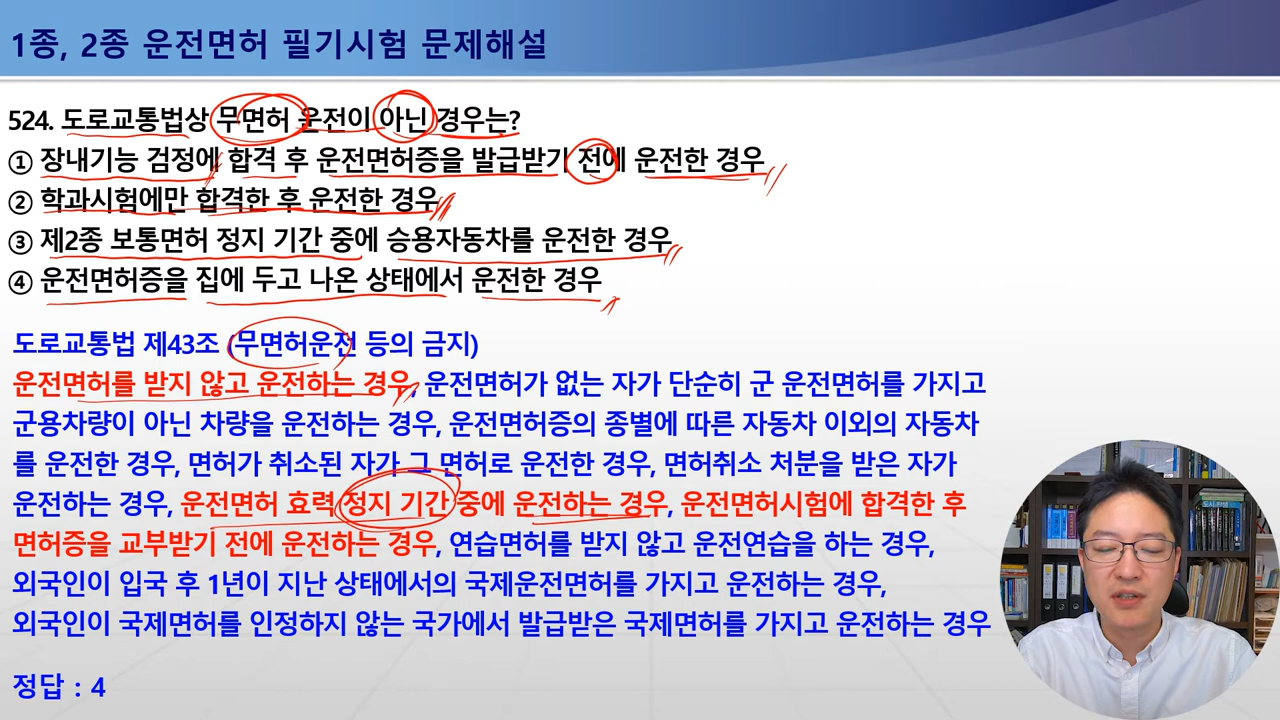 1종, 2종 운전면허 필기시험 문제해설
524. 도로교통법상 무면허 운전이 아닌 경우는?
① 장내기능 검정에 합격 후 운전면허증을 발급받기 전에 운전한 경우
② 학과시험에만 합격한 후 운전한 경우
③ 제2종 보통면허 정지 기간 중에 승용자동차를 운전한 경우
④ 운전면허증을 집에 두고 나온 상태에서 운전한 경우
도로교통법 제43조 (무면허운전 등의 금지)
운전면허를 받지 않고 운전하는 경우, 운전면허가 없는 자가 단순히 군 운전면허를 가지고
군용차량이 아닌 차량을 운전하는 경우, 운전면허증의 종별에 따른 자동차 이외의 자동차
를 운전한 경우, 면허가 취소된 자가 그 면허로 운전한 경우, 면허취소 처분을 받은 자가
운전하는 경우, 운전면허 효력 정지 기간 중에 운전하는 경우, 운전면허시험에 합격한 후
면허증을 교부받기 전에 운전하는 경우, 연습면허를 받지 않고 운전연습을 하는 경우,
외국인이 입국 후 1년이 지난 상태에서의 국제운전면허를 가지고 운전하는 경우,
외국인이 국제면허를 인정하지 않는 국가에서 발급받은 국제면허를 가지고 운전하는 경우
정답 : 4